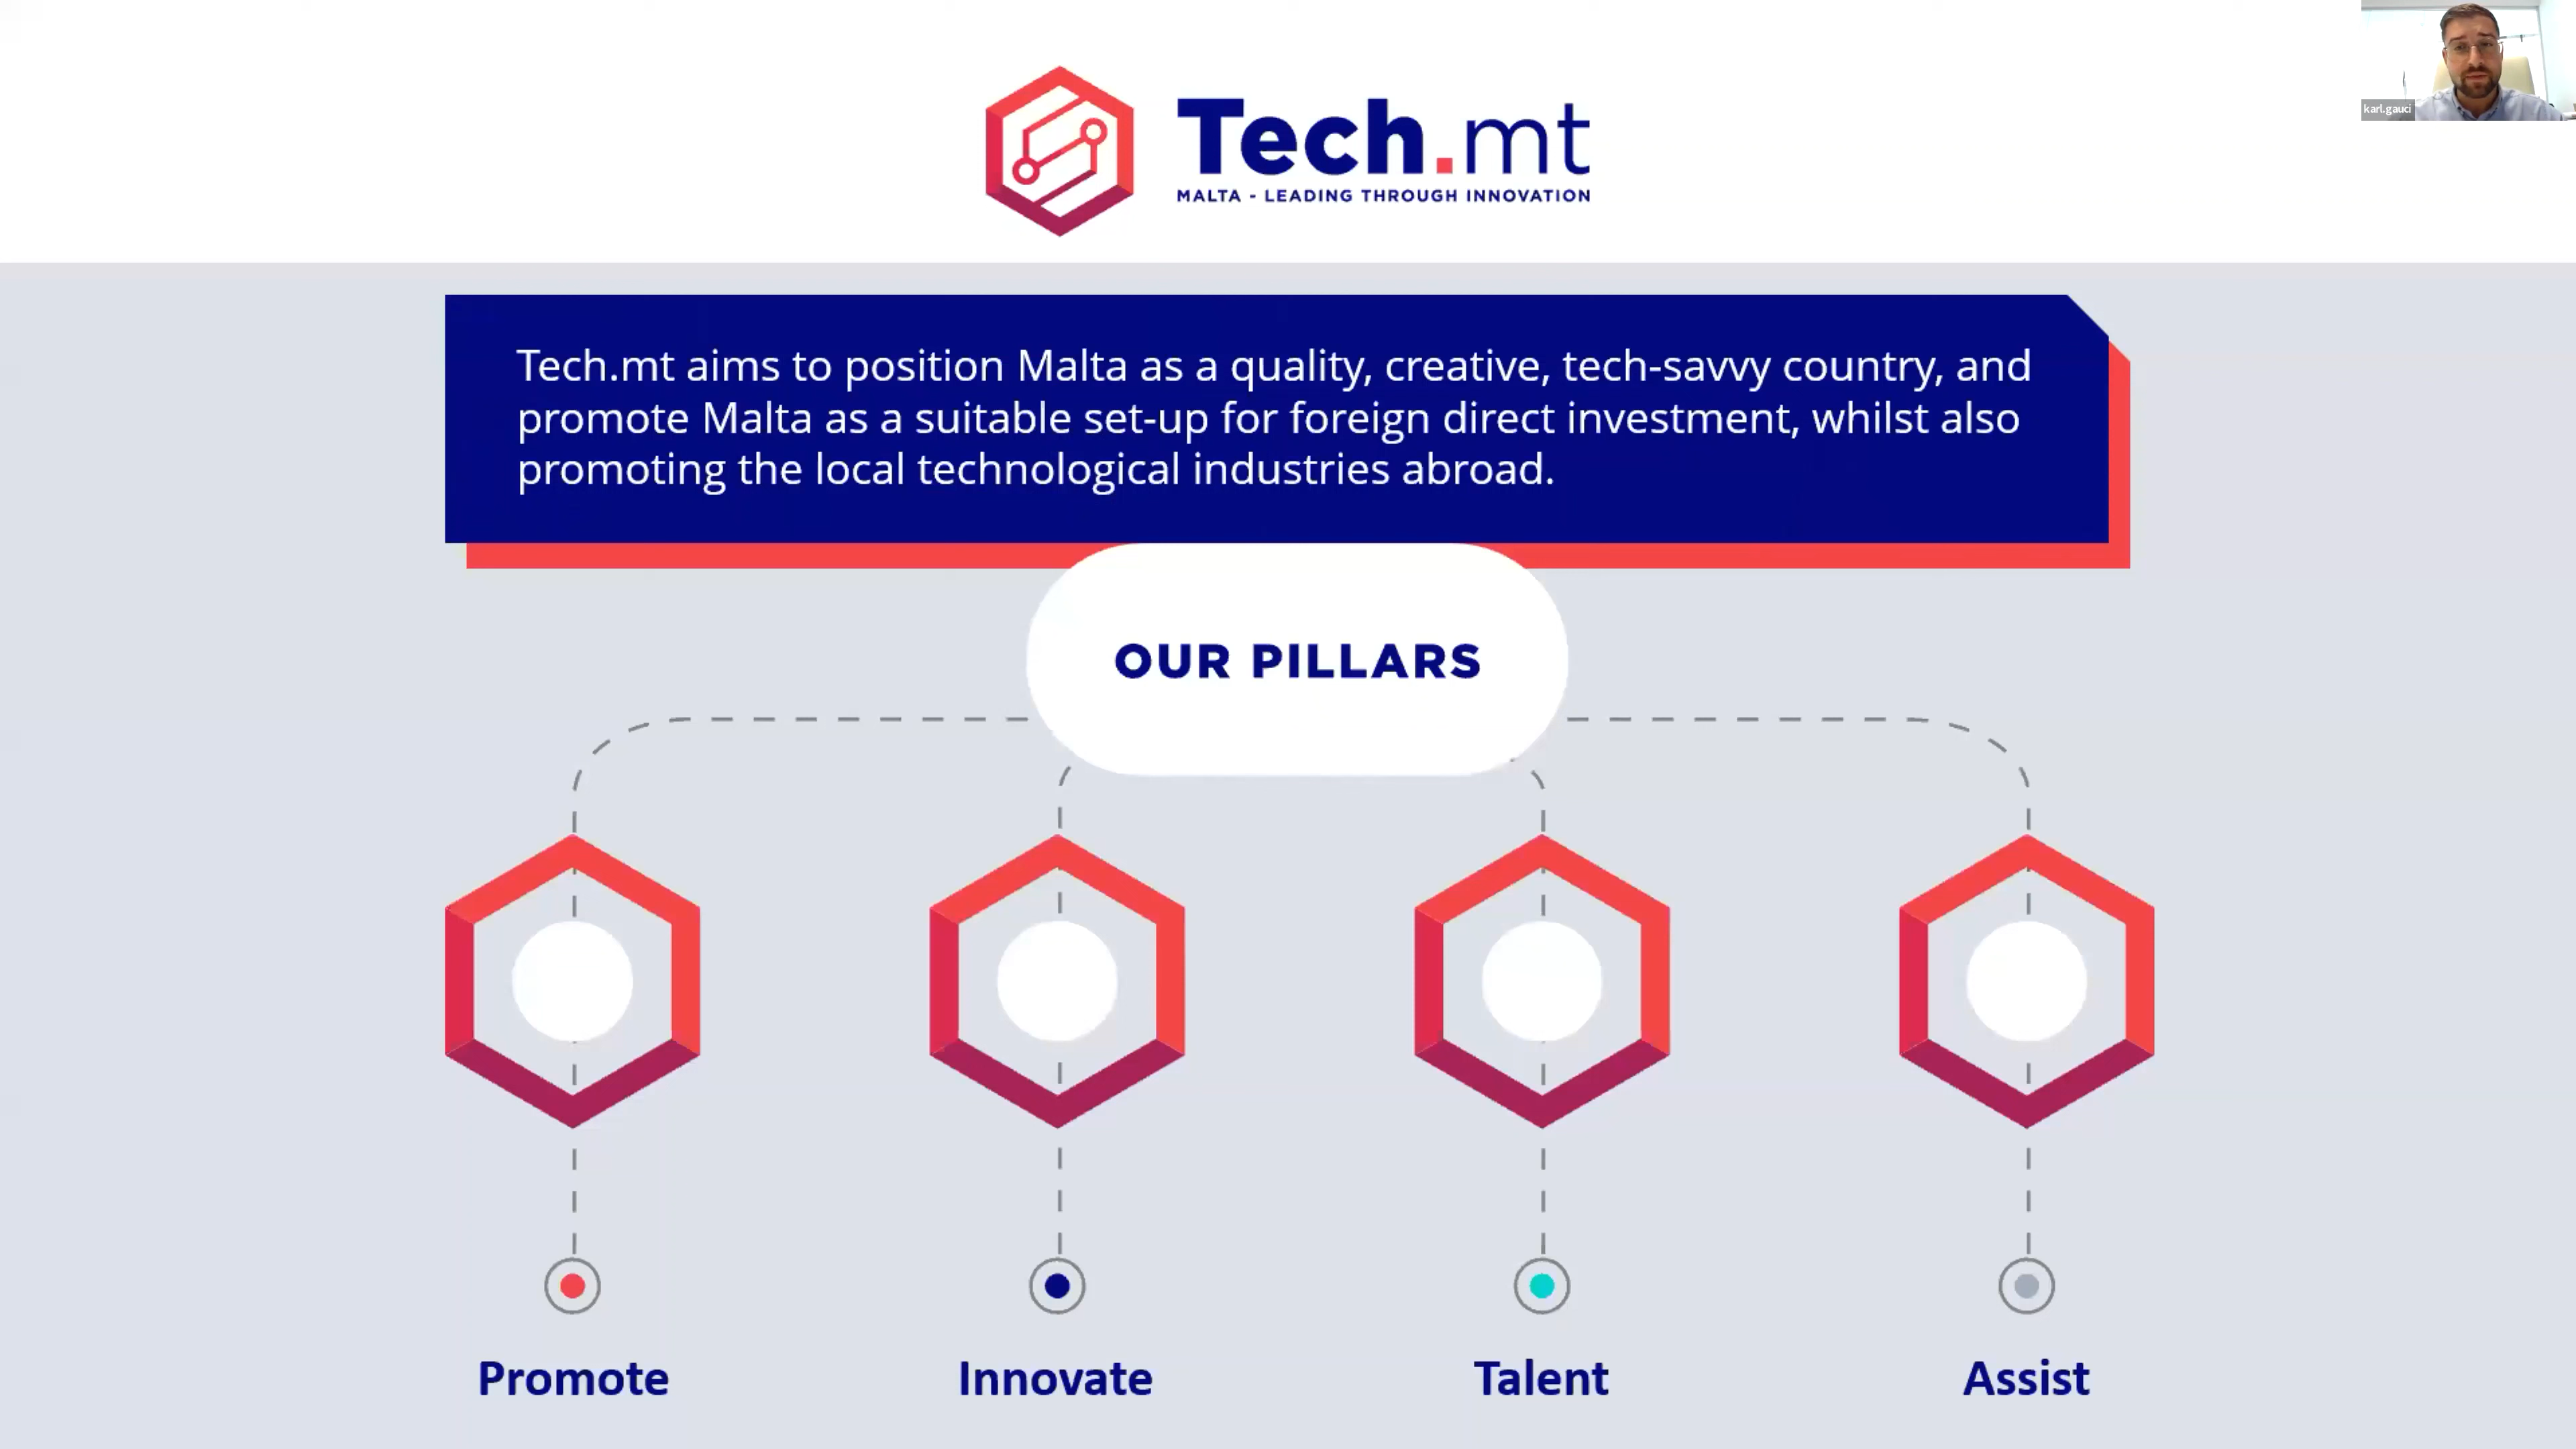 karl.gauci
Tech.mt
MALTA - LEADING THROUGH INNOVATION
Tech.mt aims to position Malta as a quality, creative, tech-savvy country, and
promote Malta as a suitable set-up for foreign direct investment, whilst also
promoting the local technological industries abroad.
OUR PILLARS
Promote
Innovate
Talent
Assist